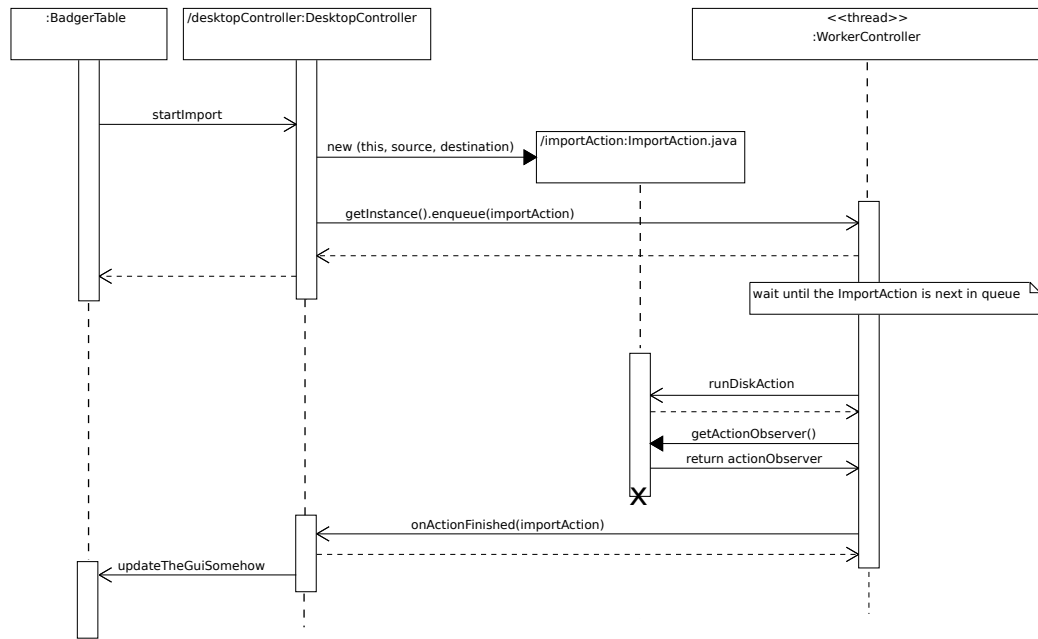 :BadgerTable
/desktopController:DesktopController
<<thread>>
:WorkerController
startImport
new (this, source, destination)
/importAction:ImportAction.java
getInstance().enqueue(importAction)
wait until the ImportAction is next in queue
runDiskAction
getActionObserver()
return actionObserver
X
onActionFinished(importAction)
updateTheGuiSomehow